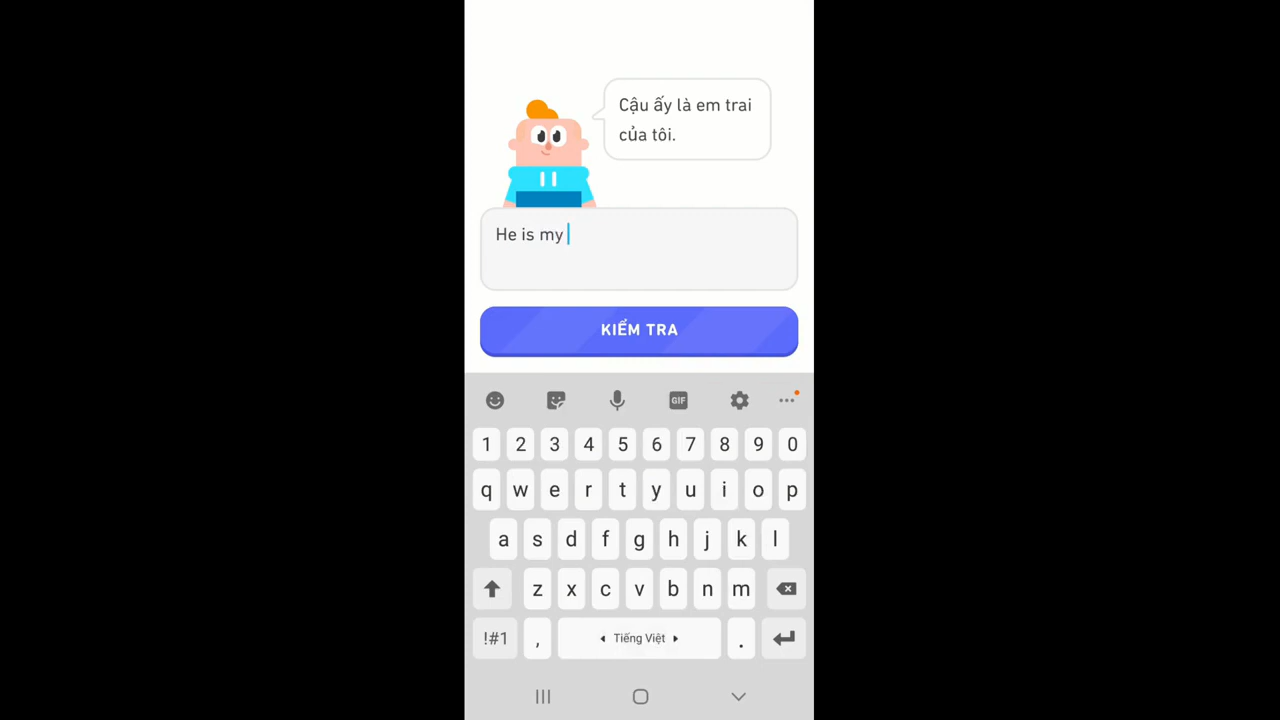 Cậu ấy là em trai
của tôi.
He is my
KIỂM TRA
GIF
1 2 3 4 5 6 7 8 9 0
q w e r t y u i o p
a s d f g h j k l
z x c v b n m
!#1 , Tiếng Việt .